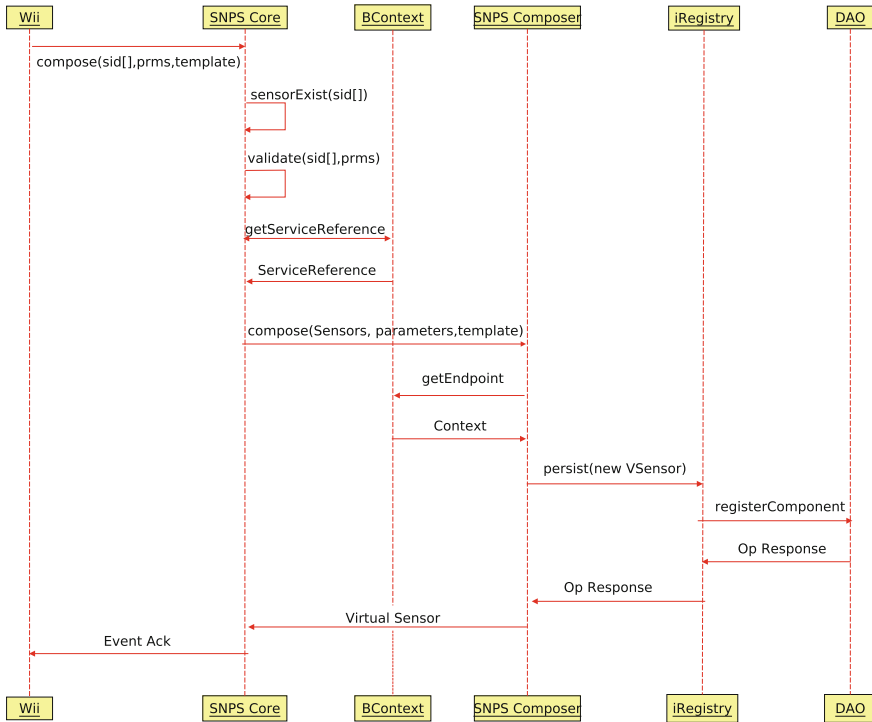 Wii SNPS Core BContext SNPS Composer iRegistry DAO
compose(sid[],prms,template)
sensorExist(sid[])
validate(sid[],prms)
getServiceReference
ServiceReference
compose(Sensors, parameters,template)
getEndpoint
Context
persist(new VSensor)
registerComponent
Op Response
Op Response
Virtual Sensor
Event Ack
Wii SNPS Core BContext SNPS Composer iRegistry DAO